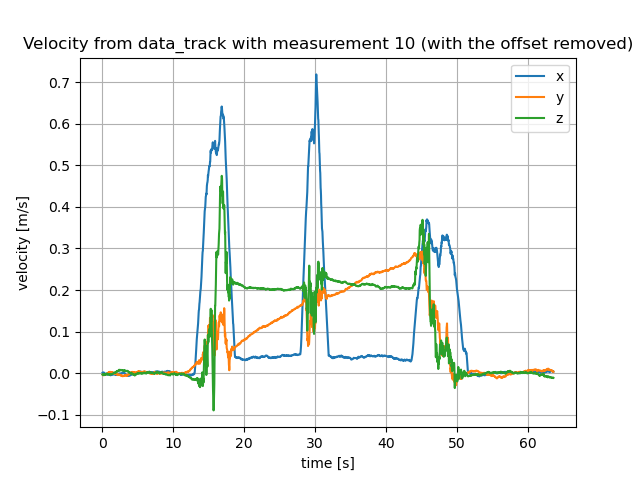 Velocity from data_track with measurement 10 (with the offset removed)
x
y
z
0.7
0.6
0.5
0.4
0.3
0.2
0.1
0.0
−0.1
velocity [m/s]
0 10 20 30 40 50 60
time [s]